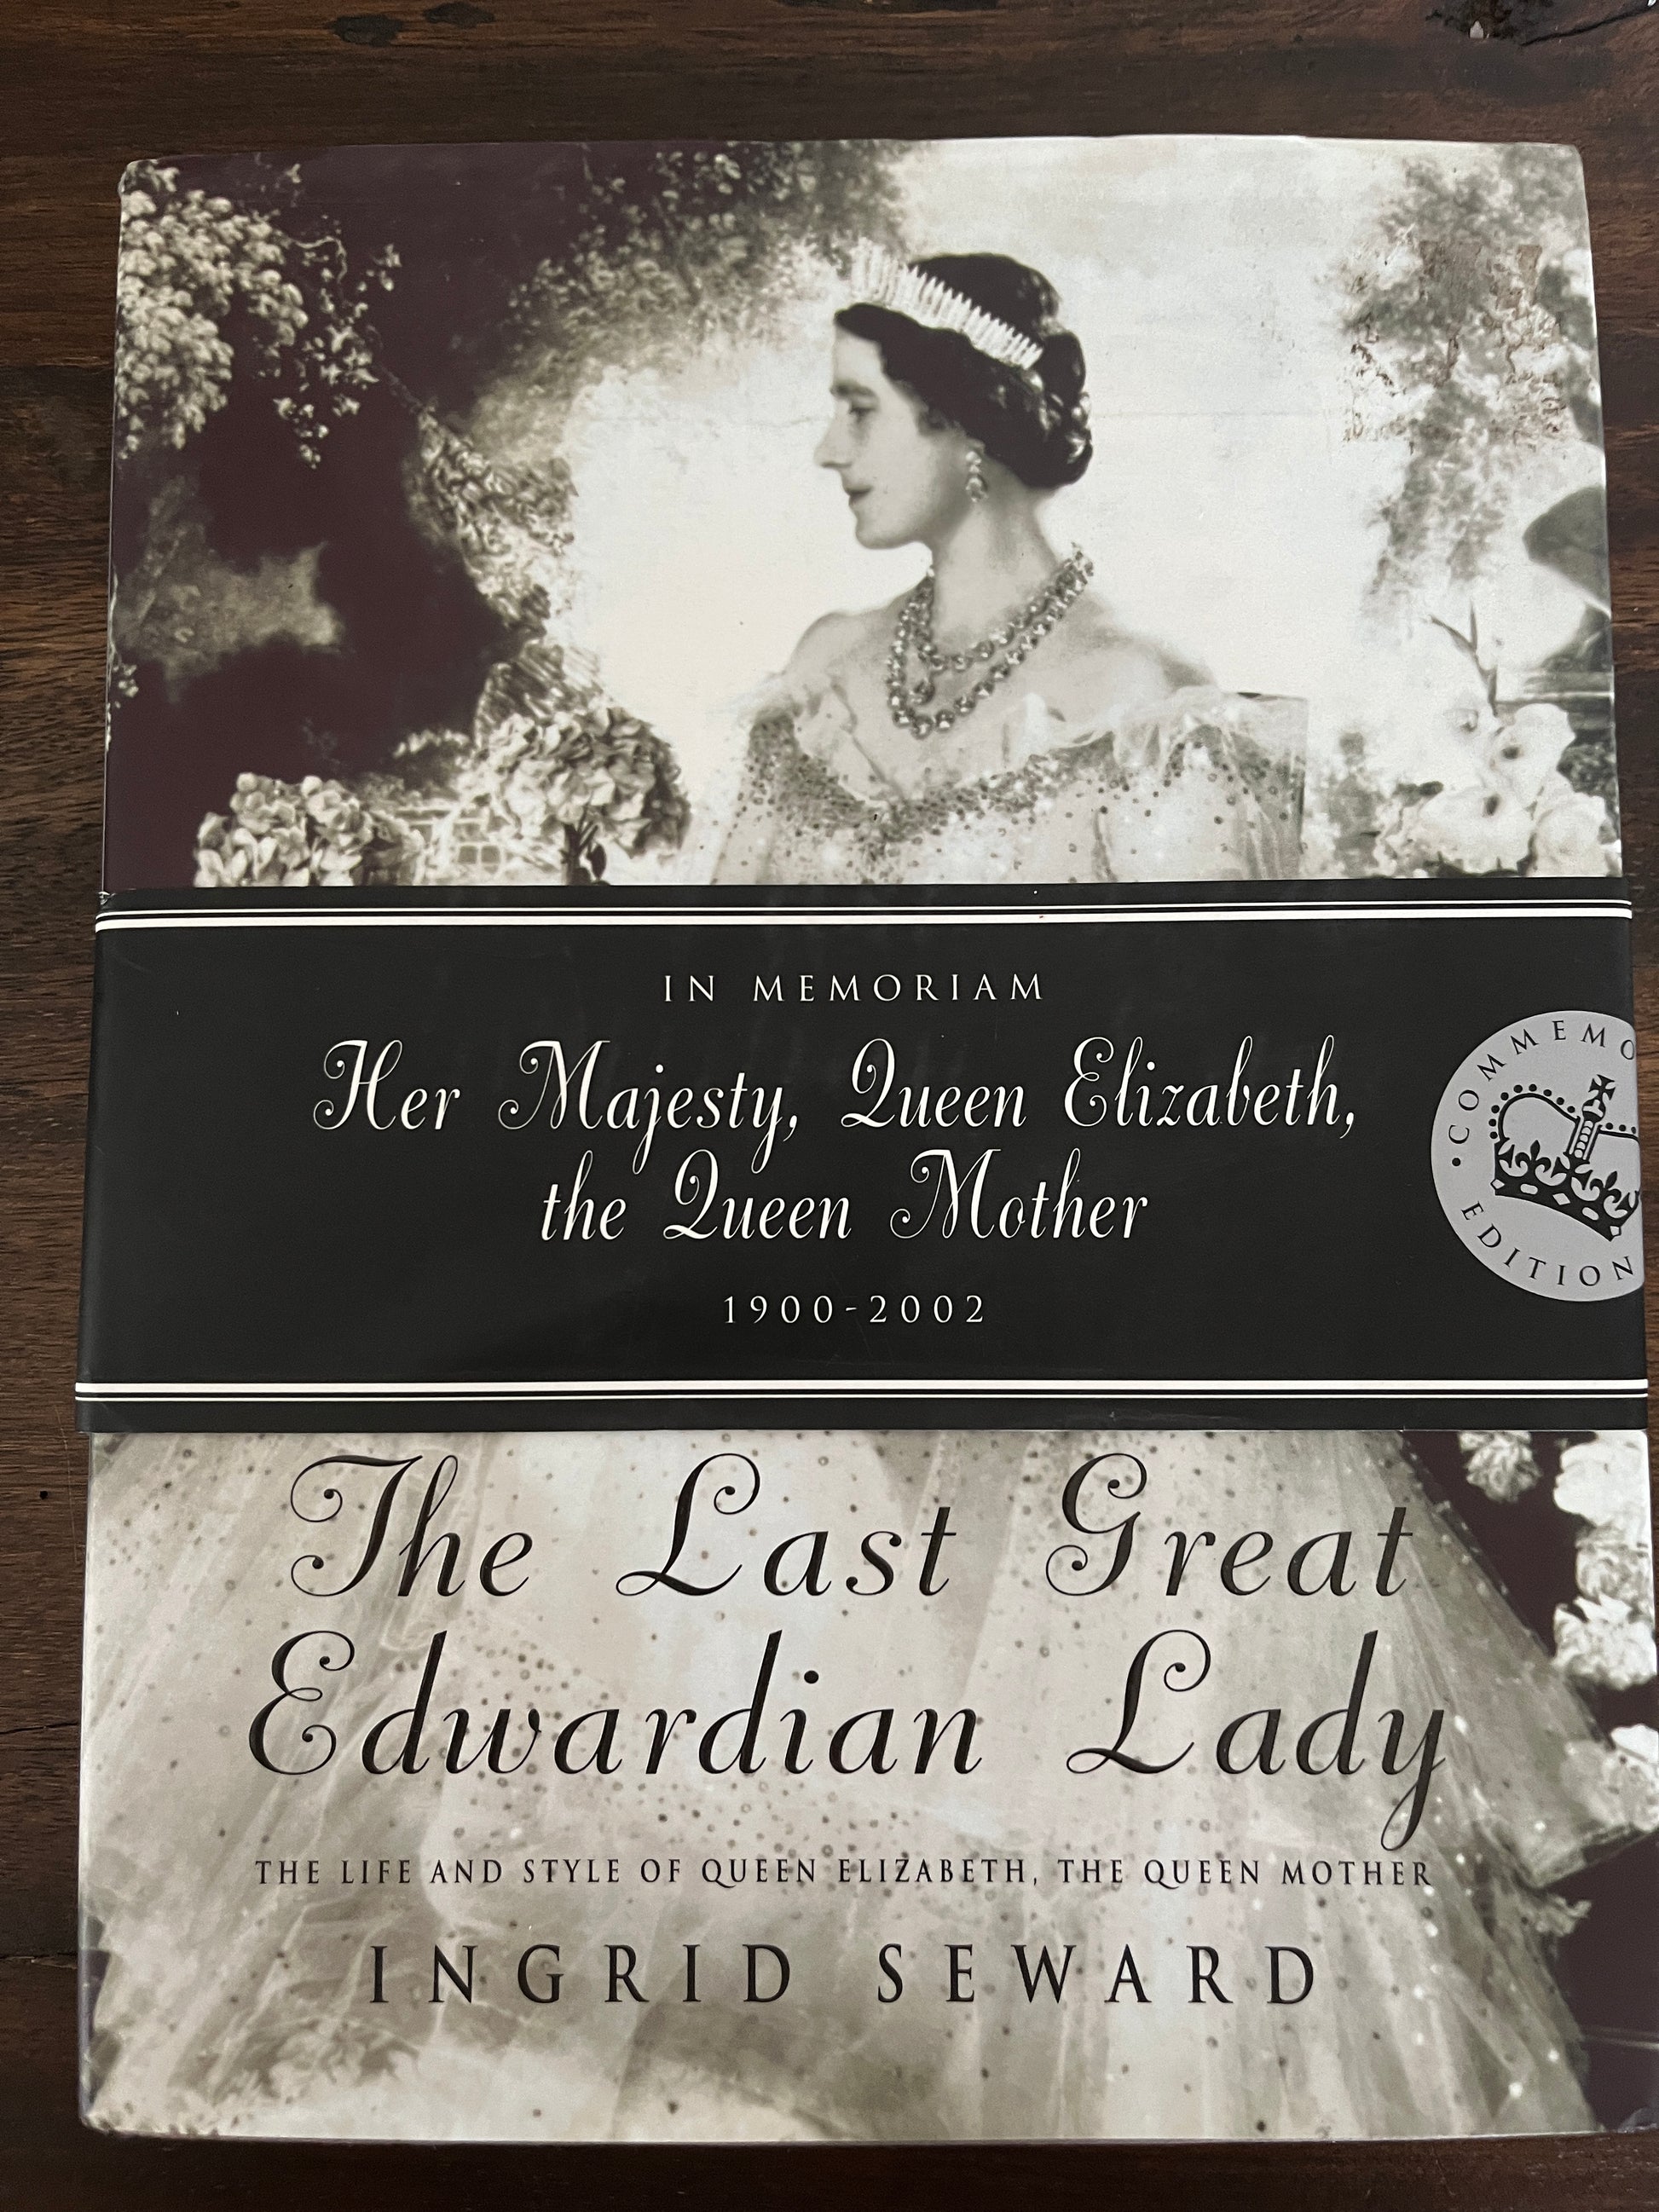 IN MEMORIAM
Her Majesty, Queen Elizabeth,
the Queen Mother
1900-2002
• COMMEMO
EDITION
The Last Great
Edwardian Lady
THE LIFE AND STYLE OF QUEEN ELIZABETH, THE QUEEN MOTHER
INGRID SEWARD